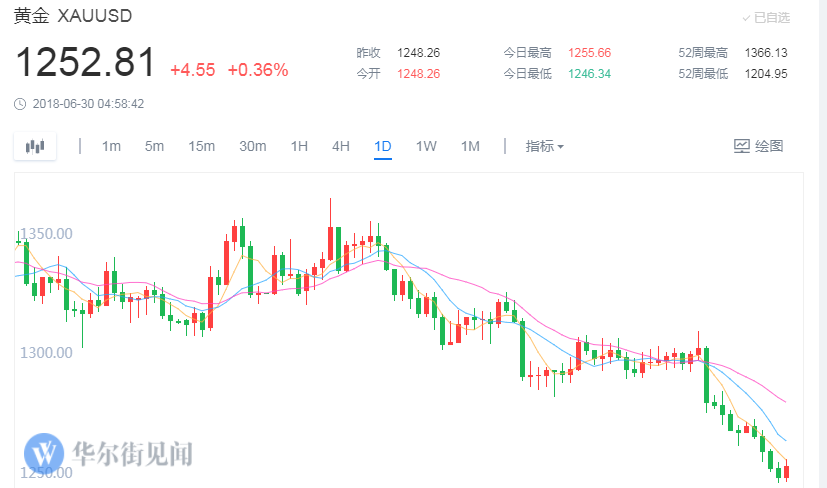 黄金 XAUUSD
✓已自选
1252.81 +4.55 +0.36%
昨收 1248.26 今日最高 1255.66 52周最高 1366.13
今开 1248.26 今日最低 1246.34 52周最低 1204.95
2018-06-30 04:58:42
1m 5m 15m 30m 1H 4H 1D 1W 1M 指标 绘图
1350.00
1300.00
华尔街见闻
1250.00